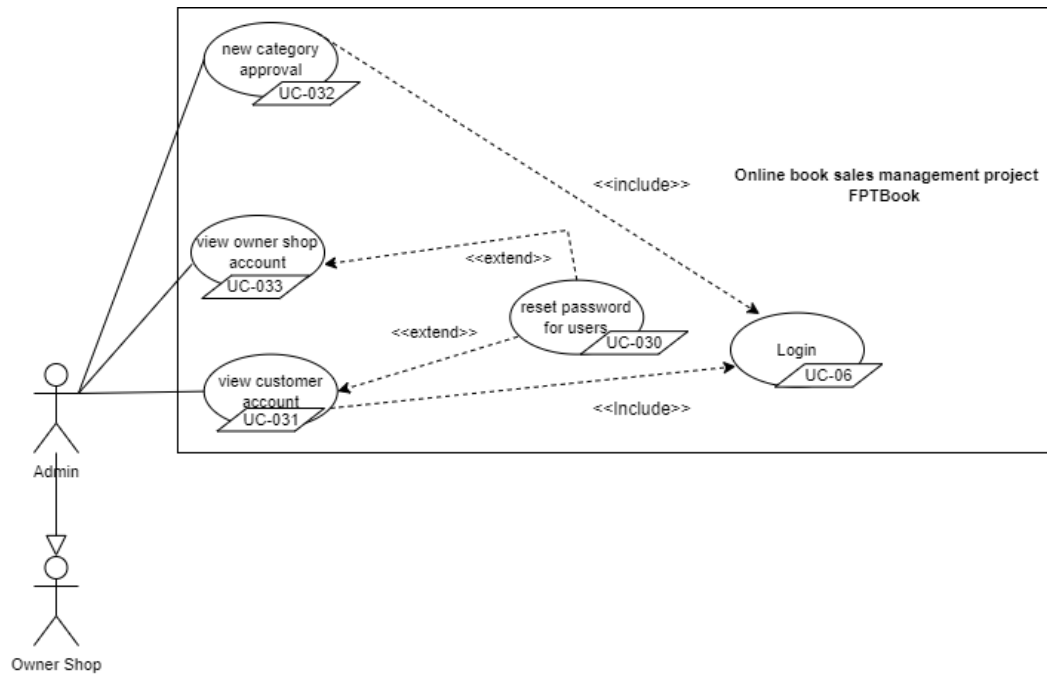 new category
approval
UC-032
<<include>>
Online book sales management project
FPTBook
view owner shop
account
UC-033
<<extend>>
reset password
for users
UC-030
<<extend>>
Login
UC-06
view customer
account
UC-031
<<Include>>
Admin
Owner Shop